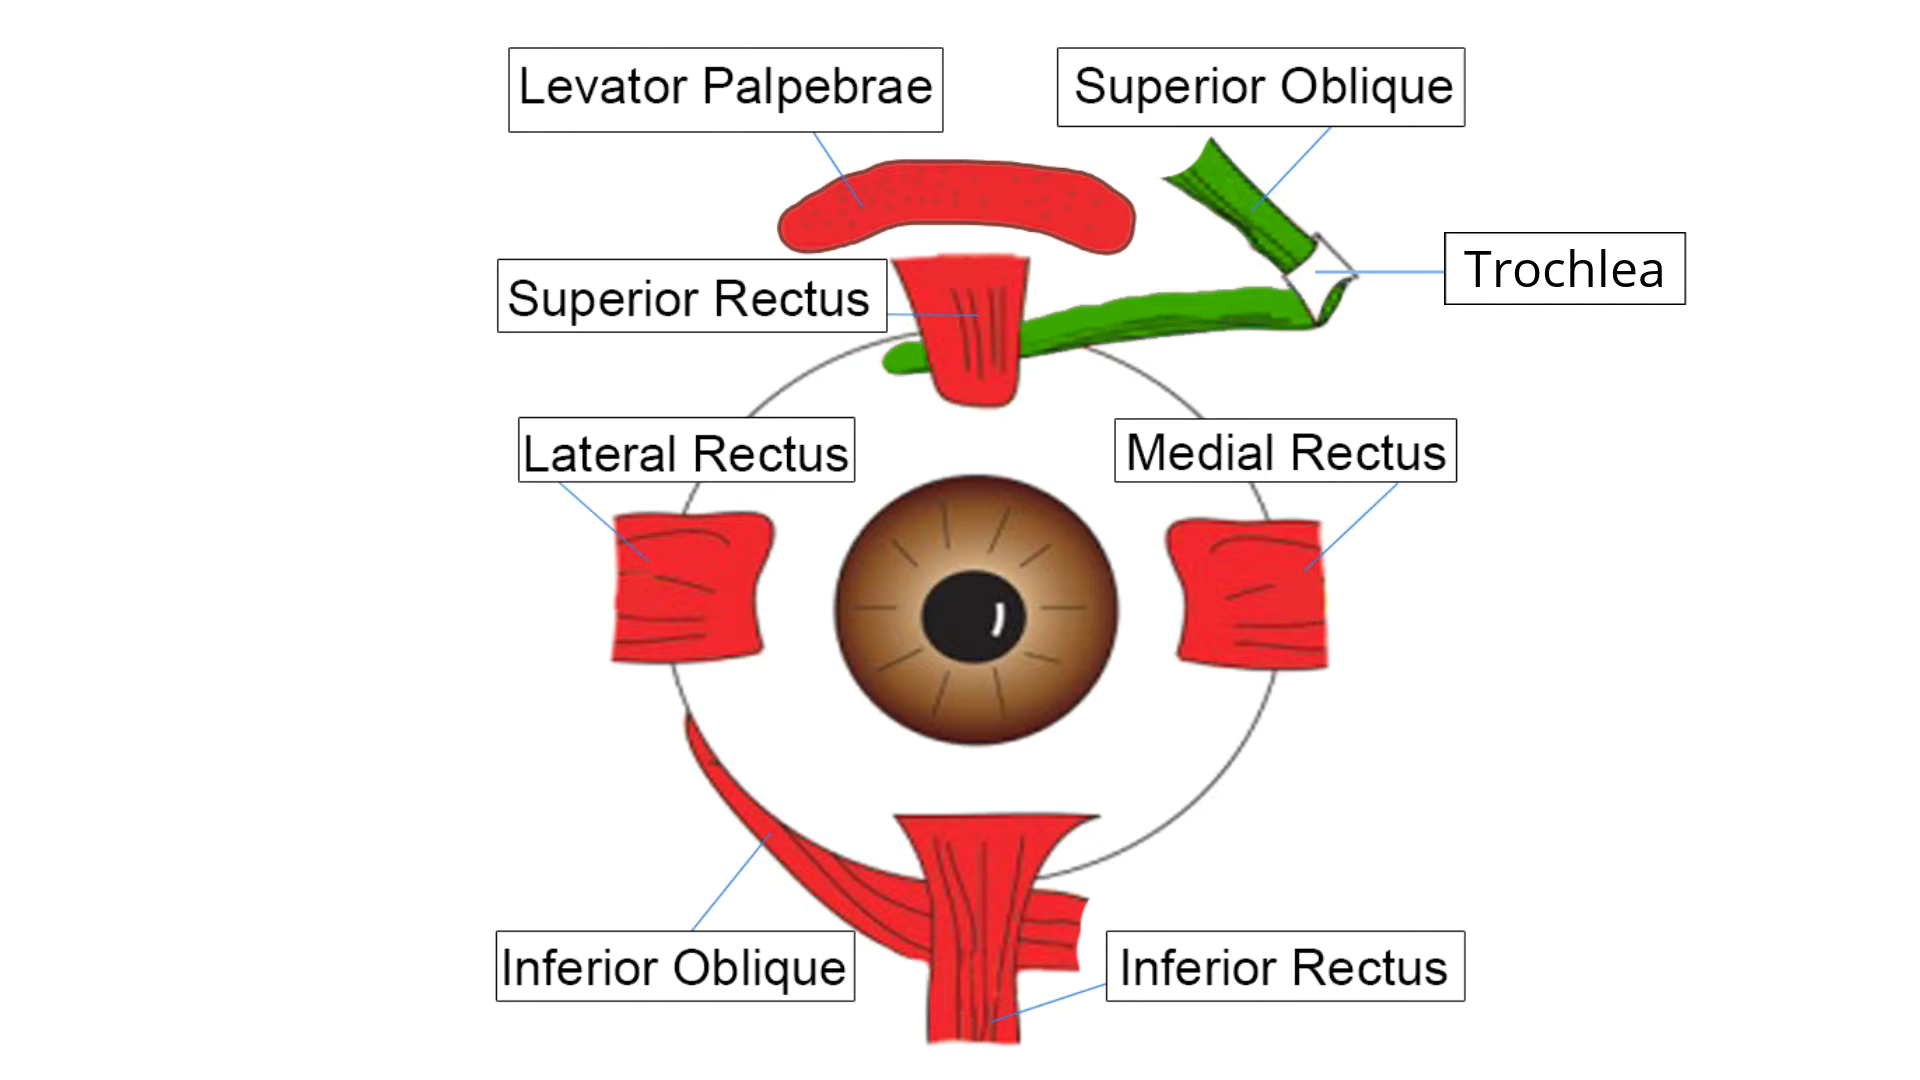 Levator Palpebrae
Superior Oblique
Trochlea
Superior Rectus
Lateral Rectus
Medial Rectus
Inferior Oblique
Inferior Rectus